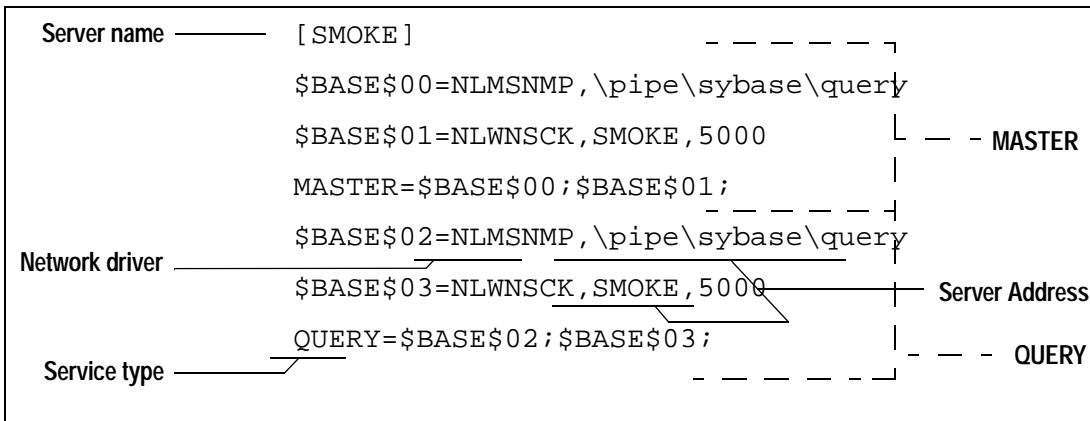 Server name [SMOKE]
$BASE$00=NLMSNMP,\pipe\sybase\query
$BASE$01=NLWNSCK,SMOKE,5000 MASTER
MASTER=$BASE$00;$BASE$01;
$BASE$02=NLMSNMP,\pipe\sybase\query
Network driver
$BASE$03=NLWNSCK,SMOKE,5000 Server Address
QUERY=$BASE$02;$BASE$03; QUERY
Service type